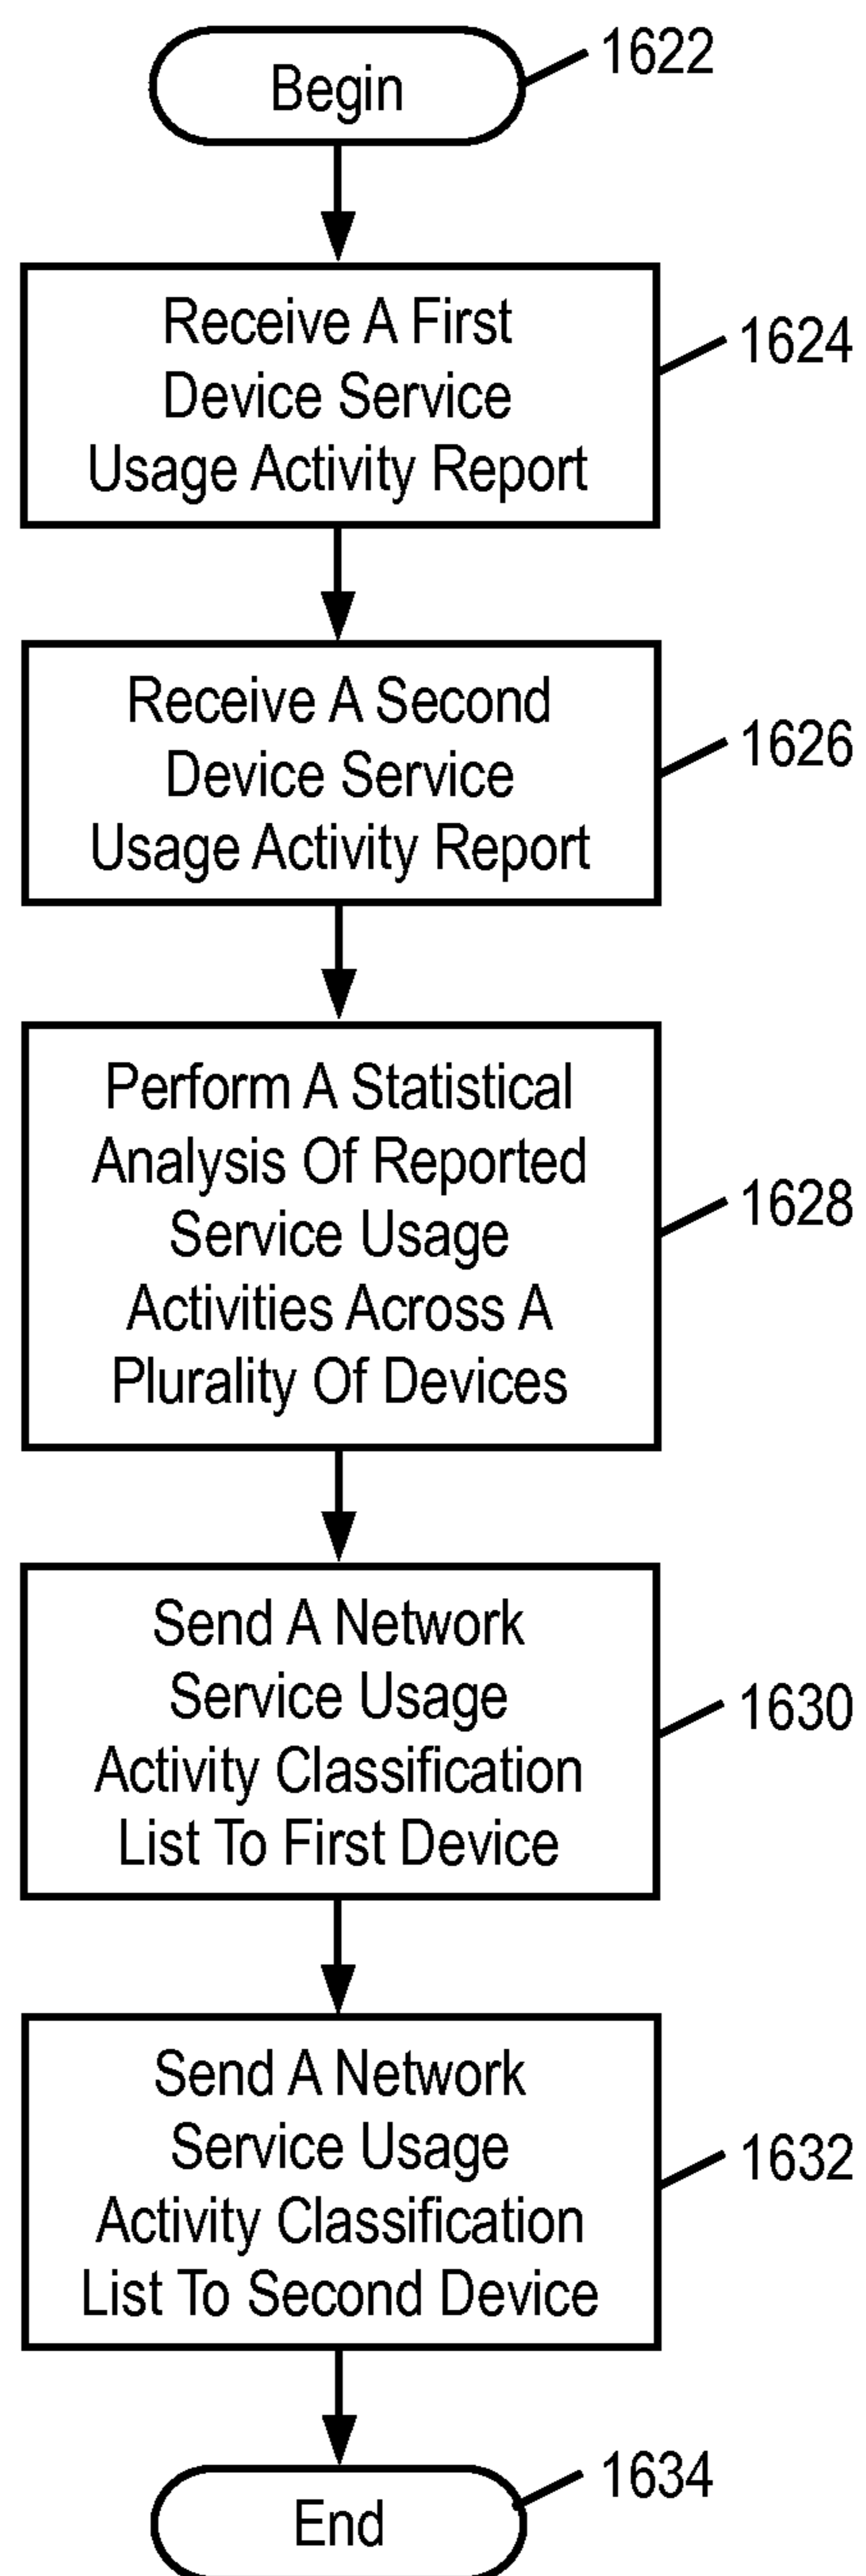 Begin
1622
Receive A First
Device Service
Usage Activity Report
1624
Receive A Second
Device Service
Usage Activity Report
1626
Perform A Statistical
Analysis Of Reported
Service Usage
Activities Across A
Plurality Of Devices
1628
Send A Network
Service Usage
Activity Classification
List To First Device
1630
Send A Network
Service Usage
Activity Classification
List To Second Device
1632
End
1634